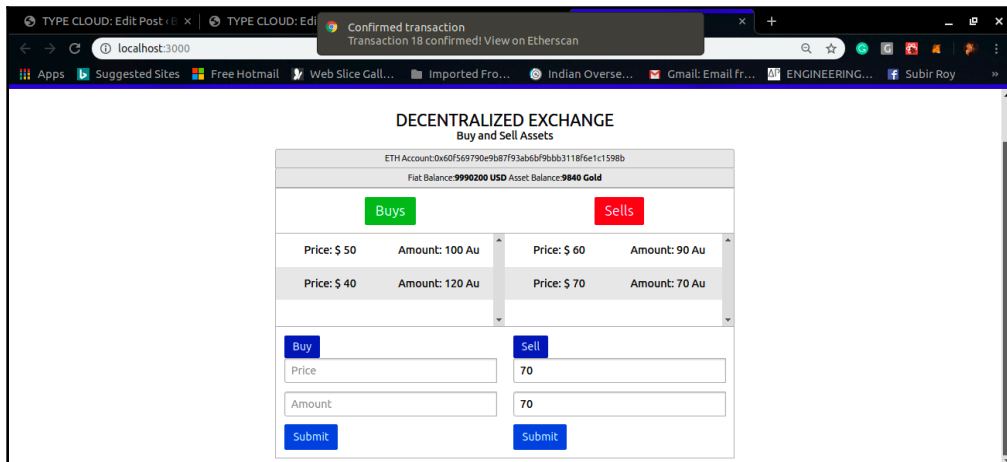 TYPE CLOUD: Edit Post ‹ B
TYPE CLOUD: Edi
Confirmed transaction
Transaction 18 confirmed! View on Etherscan
localhost:3000
Apps Suggested Sites Free Hotmail Web Slice Gall... Imported Fro... Indian Overse... Gmail: Email fr... ENGINEERING... Subir Roy »
DECENTRALIZED EXCHANGE
Buy and Sell Assets
ETH Account:0x60f569790e9b87f93ab6bf9bbb3118f6e1c1598b
Fiat Balance:9990200 USD Asset Balance:9840 Gold
Buys Sells
Price: $ 50 Amount: 100 Au Price: $ 60 Amount: 90 Au
Price: $ 40 Amount: 120 Au Price: $ 70 Amount: 70 Au
Buy Sell
Price 70
Amount 70
Submit Submit